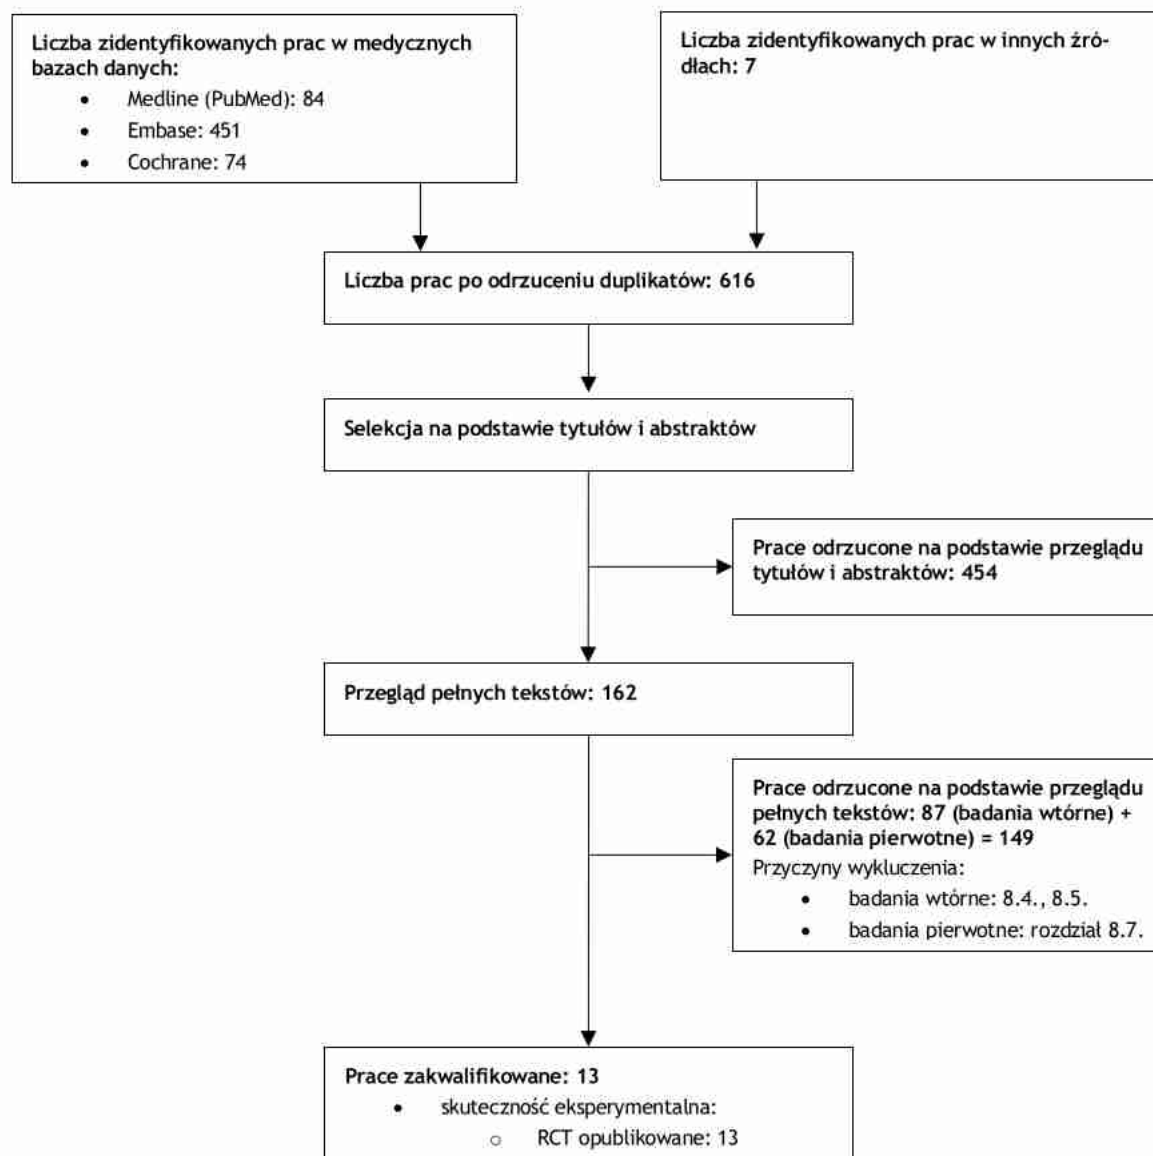 Liczba zidentyfikowanych prac w medycznych
bazach danych:
• Medline (PubMed): 84
• Embase: 451
• Cochrane: 74
Liczba zidentyfikowanych prac w innych źró-
dłach: 7
Liczba prac po odrzuceniu duplikatów: 616
Selekcja na podstawie tytułów i abstraktów
Prace odrzucone na podstawie przeglądu
tytułów i abstraktów: 454
Przegląd pełnych tekstów: 162
Prace odrzucone na podstawie przeglądu
pełnych tekstów: 87 (badania wtórne) +
62 (badania pierwotne) = 149
Przyczyny wykluczenia:
• badania wtórne: 8.4., 8.5.
• badania pierwotne: rozdział 8.7.
Prace zakwalifikowane: 13
• skuteczność eksperymentalna:
o RCT opublikowane: 13